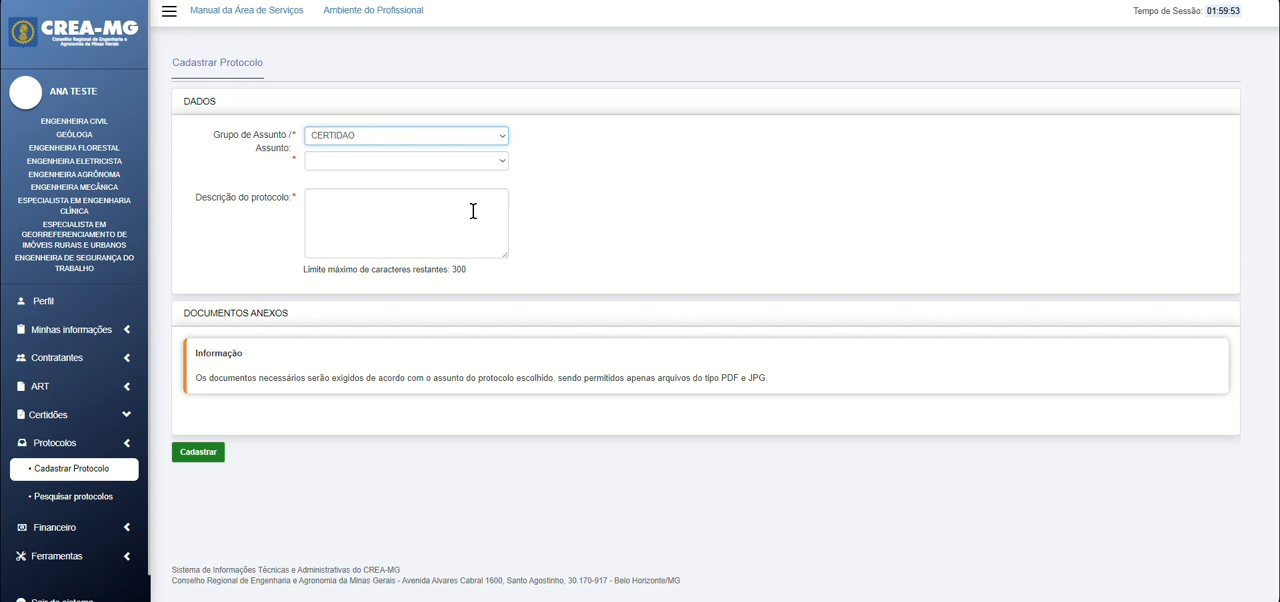 CREA-MG
Conselho Regional de Engenharia e
Agronomia de Minas Gerais
Manual da Área de Serviços
Ambiente do Profissional
Tempo de Sessão: 01:59:53
ANA TESTE
ENGENHEIRA CIVIL
GEÓLOGA
ENGENHEIRA FLORESTAL
ENGENHEIRA ELETRICISTA
ENGENHEIRA AGRÔNOMA
ENGENHEIRA MECÂNICA
ESPECIALISTA EM ENGENHARIA
CLÍNICA
ESPECIALISTA EM
GEORREFERENCIAMENTO DE
IMÓVEIS RURAIS E URBANOS
ENGENHEIRA DE SEGURANÇA DO
TRABALHO
Perfil
Minhas informações
Contratantes
ART
Certidões
Protocolos
• Cadastrar Protocolo
• Pesquisar protocolos
Financeiro
Ferramentas
Sair do sistema
Cadastrar Protocolo
DADOS
Grupo de Assunto /*
Assunto:
*
CERTIDAO
Descrição do protocolo:*
Limite máximo de caracteres restantes: 300
DOCUMENTOS ANEXOS
Informação
Os documentos necessários serão exigidos de acordo com o assunto do protocolo escolhido, sendo permitidos apenas arquivos do tipo PDF e JPG.
Cadastrar
Sistema de Informações Técnicas e Administrativas do CREA-MG
Conselho Regional de Engenharia e Agronomia da Minas Gerais - Avenida Alvares Cabral 1600, Santo Agostinho, 30.170-917 - Belo Horizonte/MG